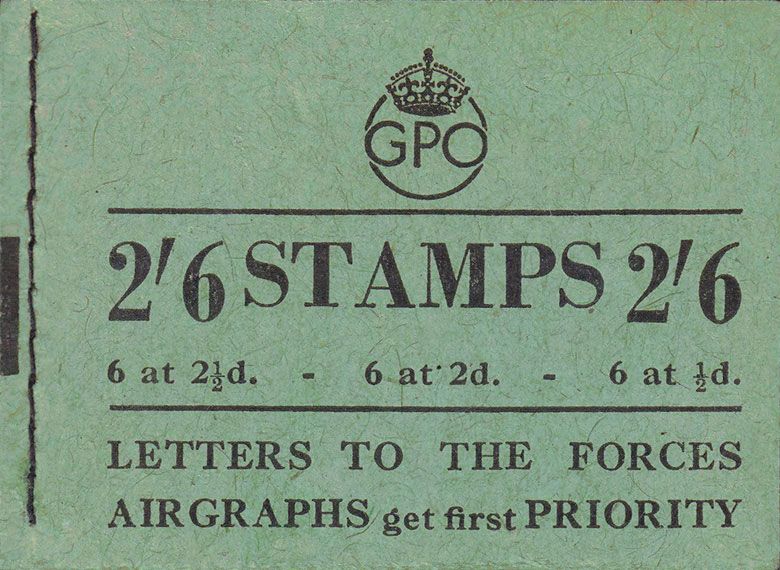 GPO
2'6 STAMPS 2'6
6 at 2½d. - 6 at 2d. - 6 at ½d.
LETTERS TO THE FORCES
AIRGRAPHS get first PRIORITY